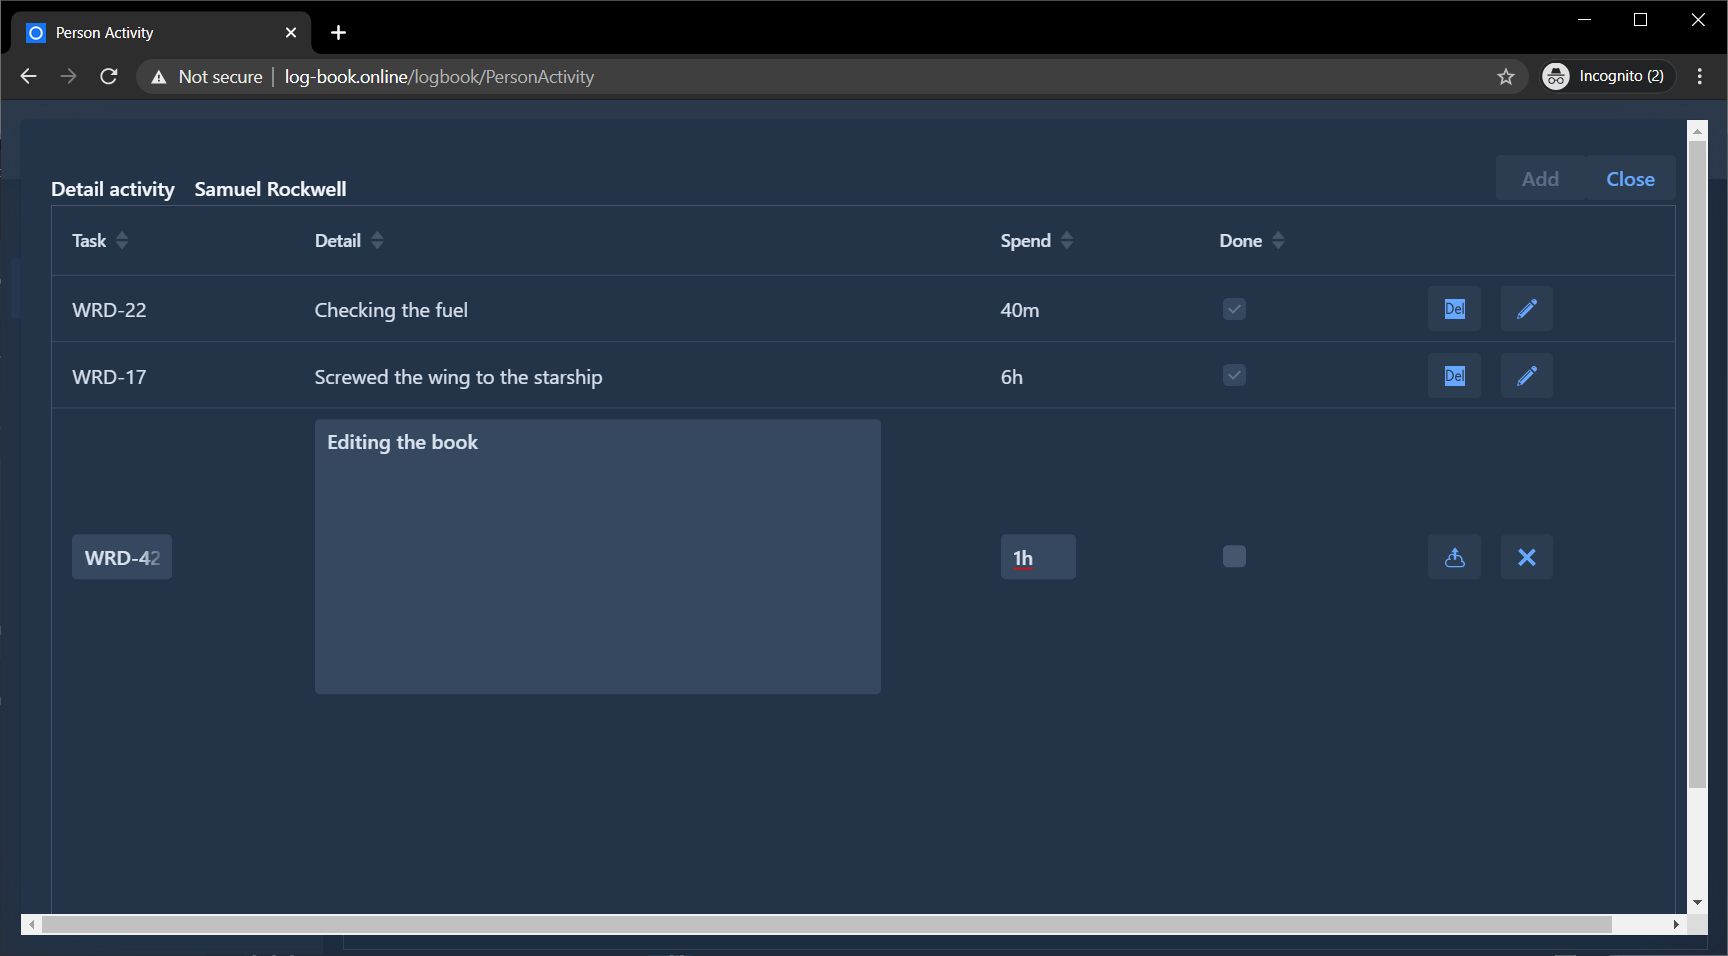 Person Activity
Not secure log-book.online/logbook/PersonActivity Incognito (2)
Add Close
Detail activity Samuel Rockwell
Task Detail Spend Done
WRD-22 Checking the fuel 40m Del
WRD-17 Screwed the wing to the starship 6h Del
Editing the book
WRD-42 1h